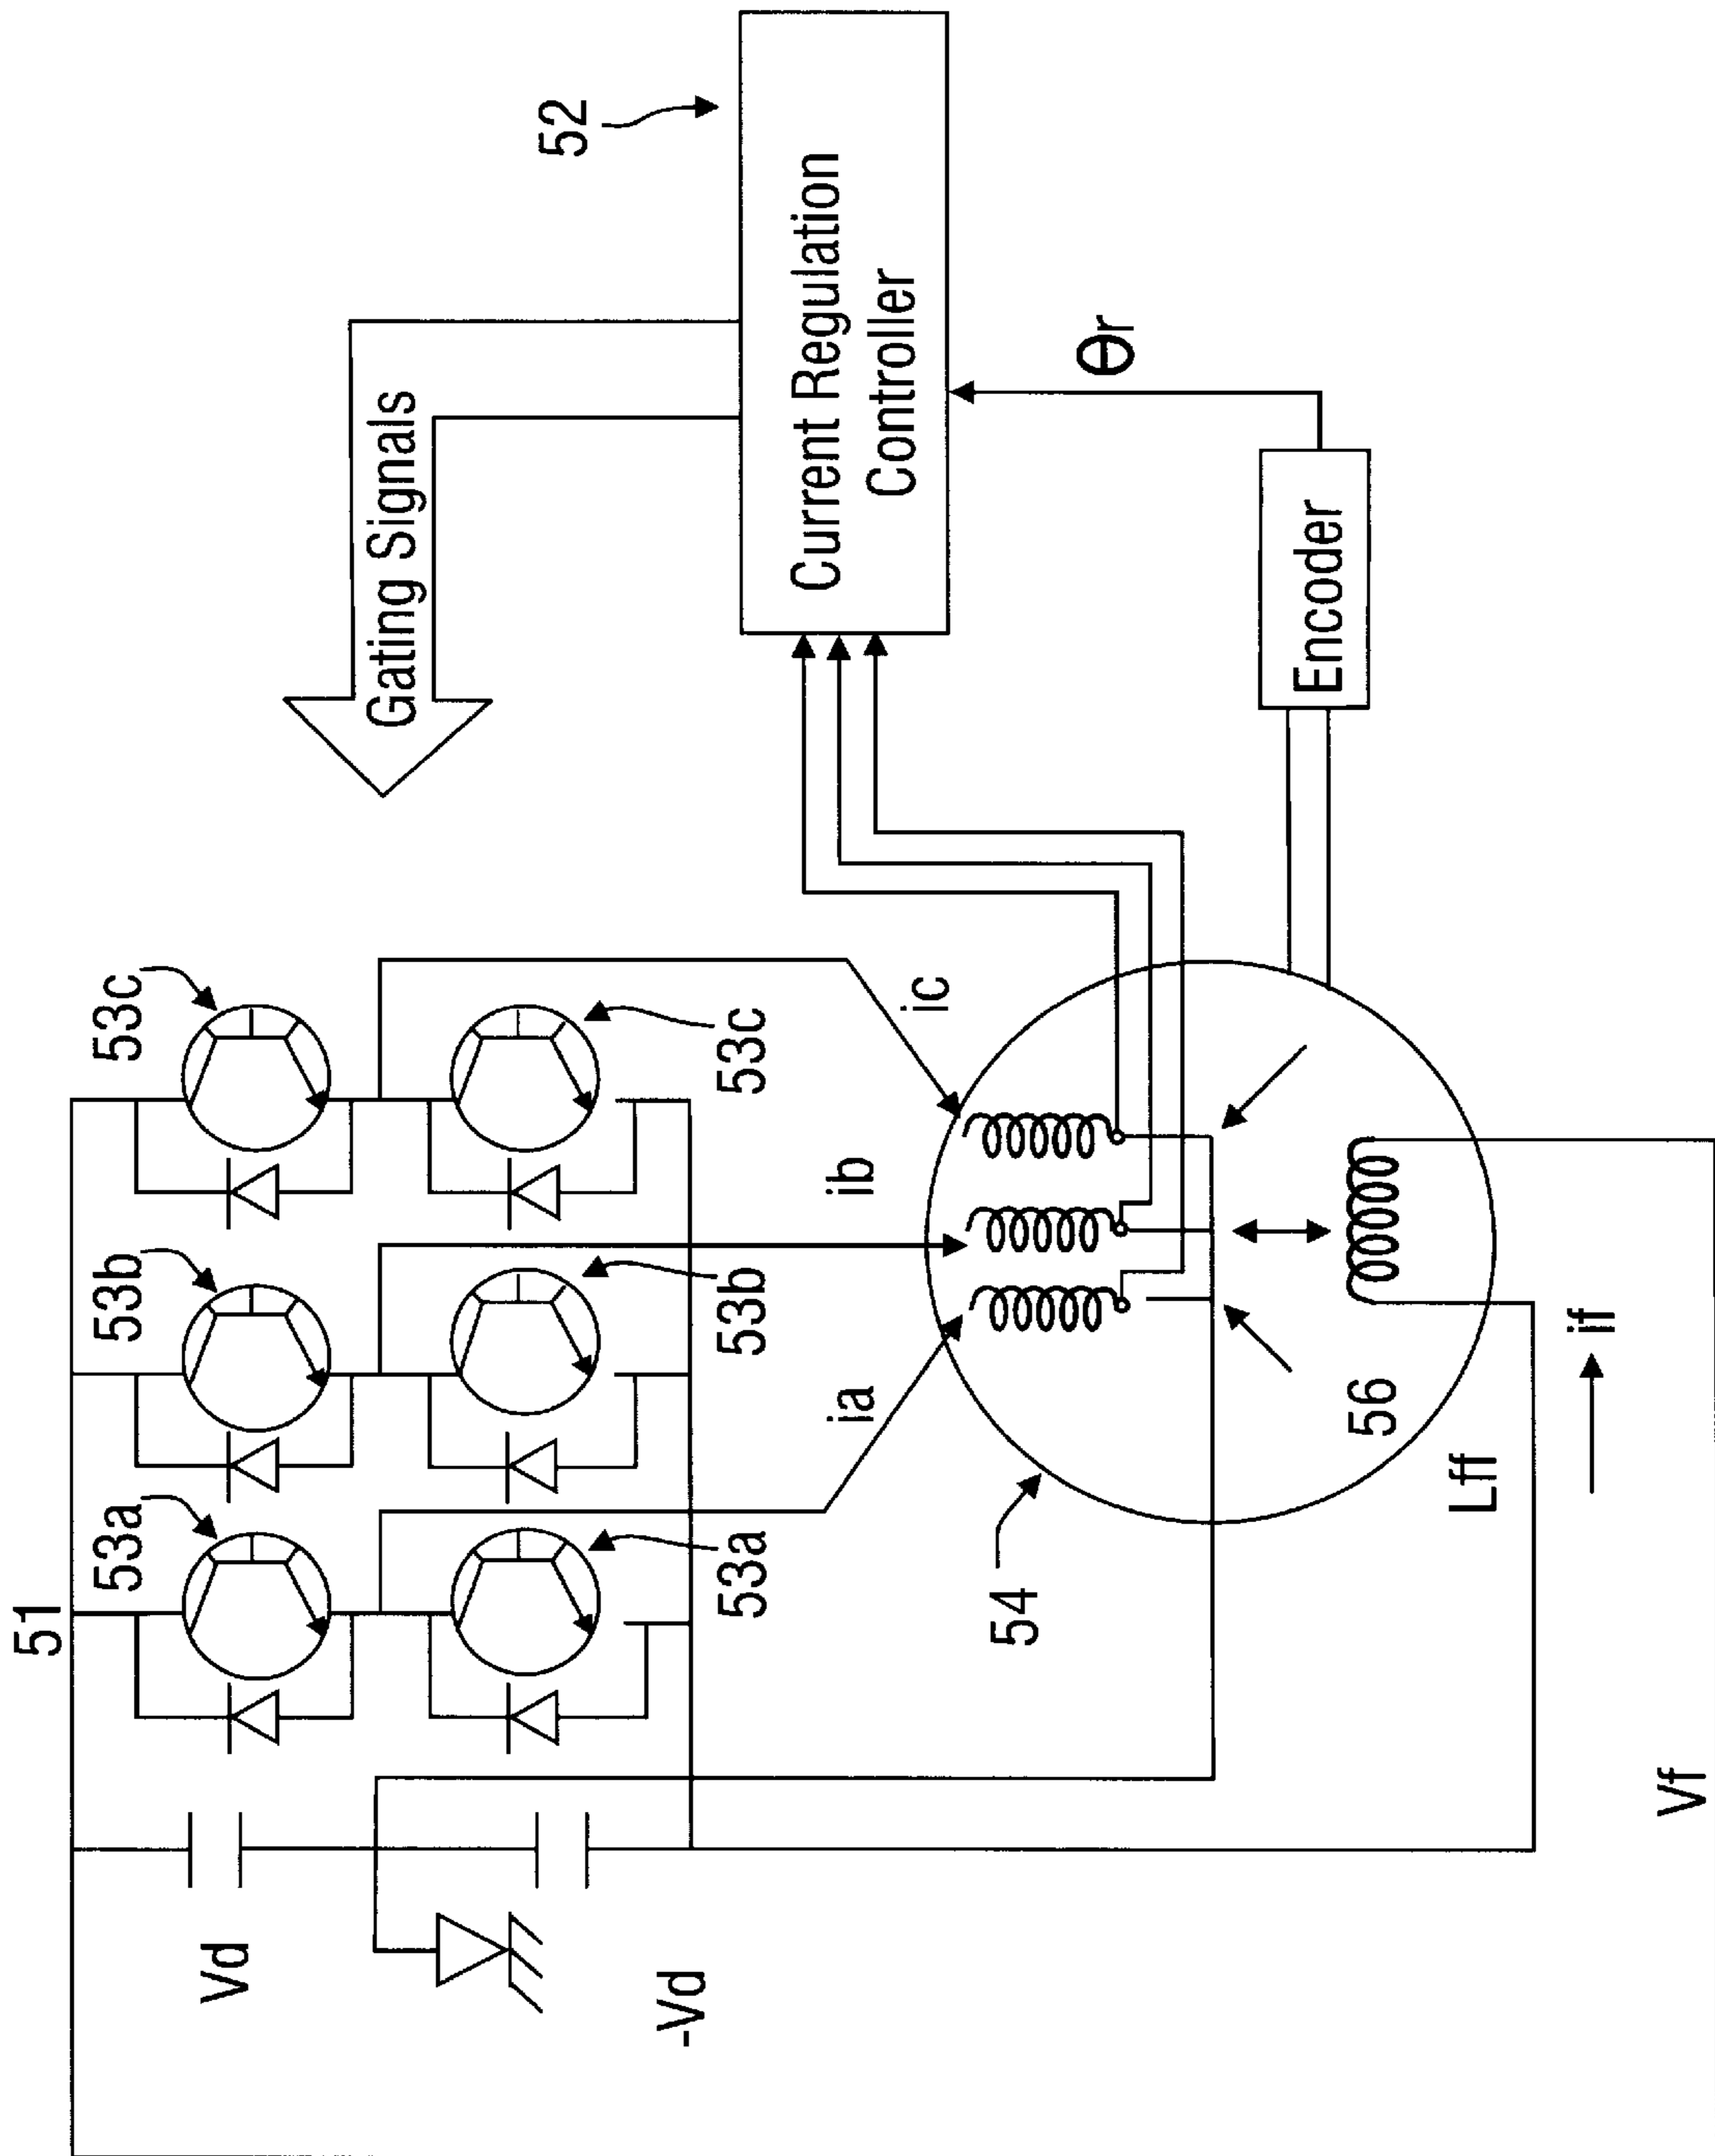 51
53a
53b
53c
Vd
-Vd
53a
53b
53c
Gating Signals
52
Current Regulation
Controller
ia
ib
ic
54
θr
Encoder
56
Lff
if
Vf